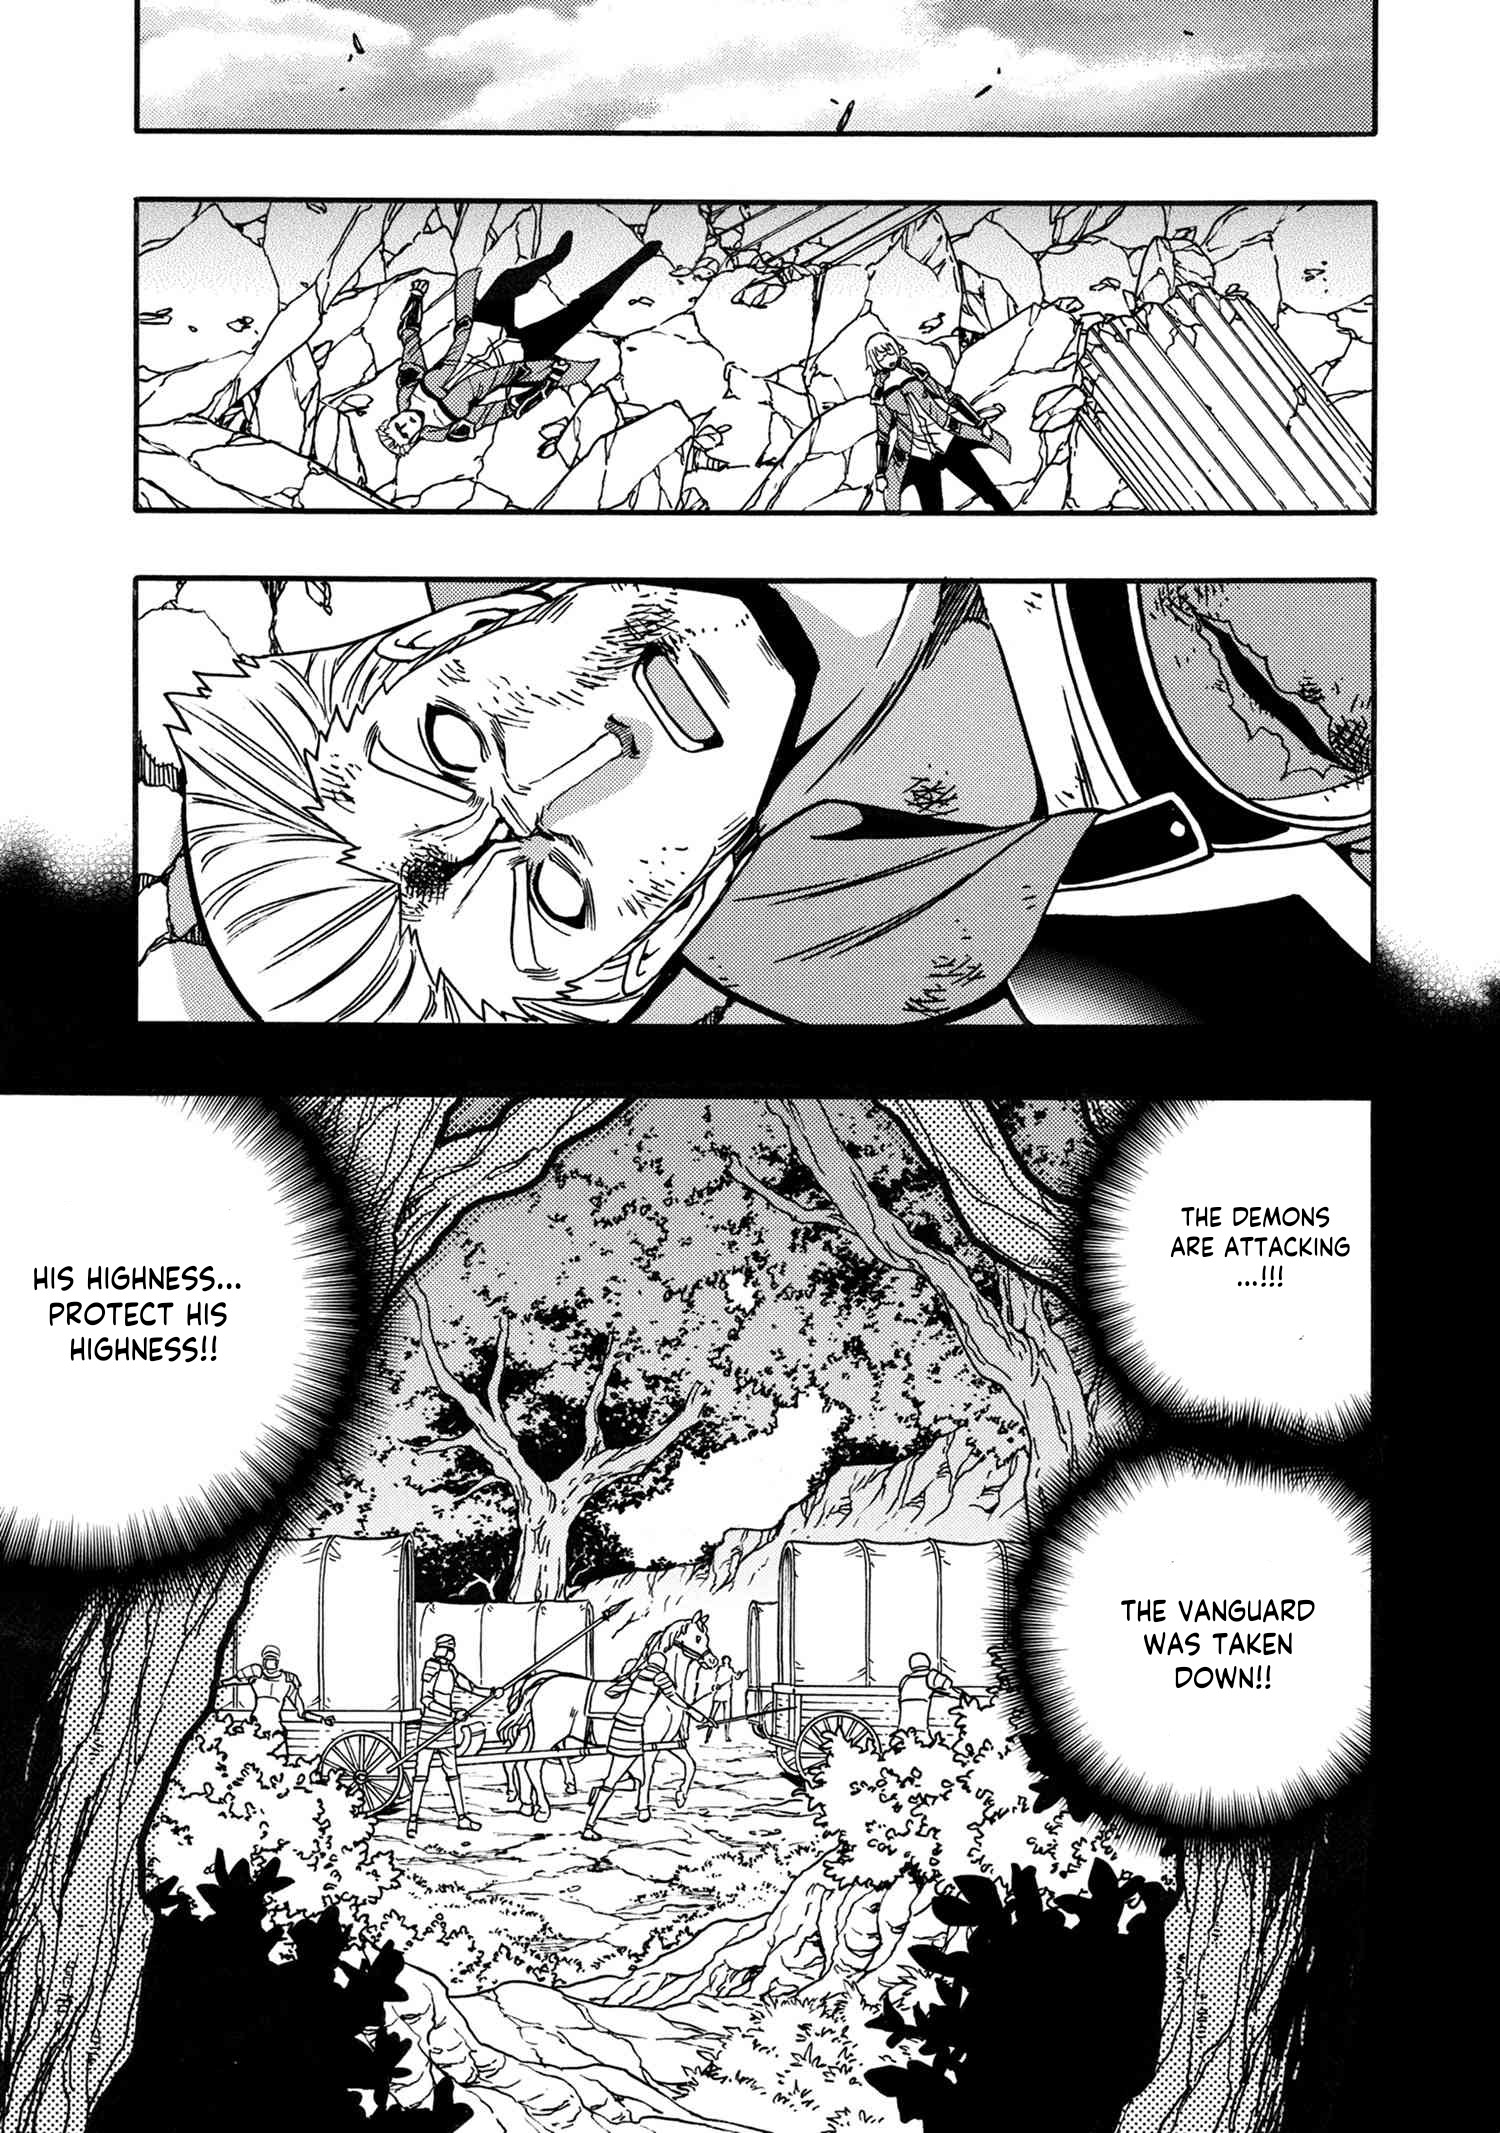 THE DEMONS
ARE ATTACKING
...!!!
THE VANGUARD
WAS TAKEN
DOWN!!
HIS HIGHNESS...
PROTECT HIS
HIGHNESS!!